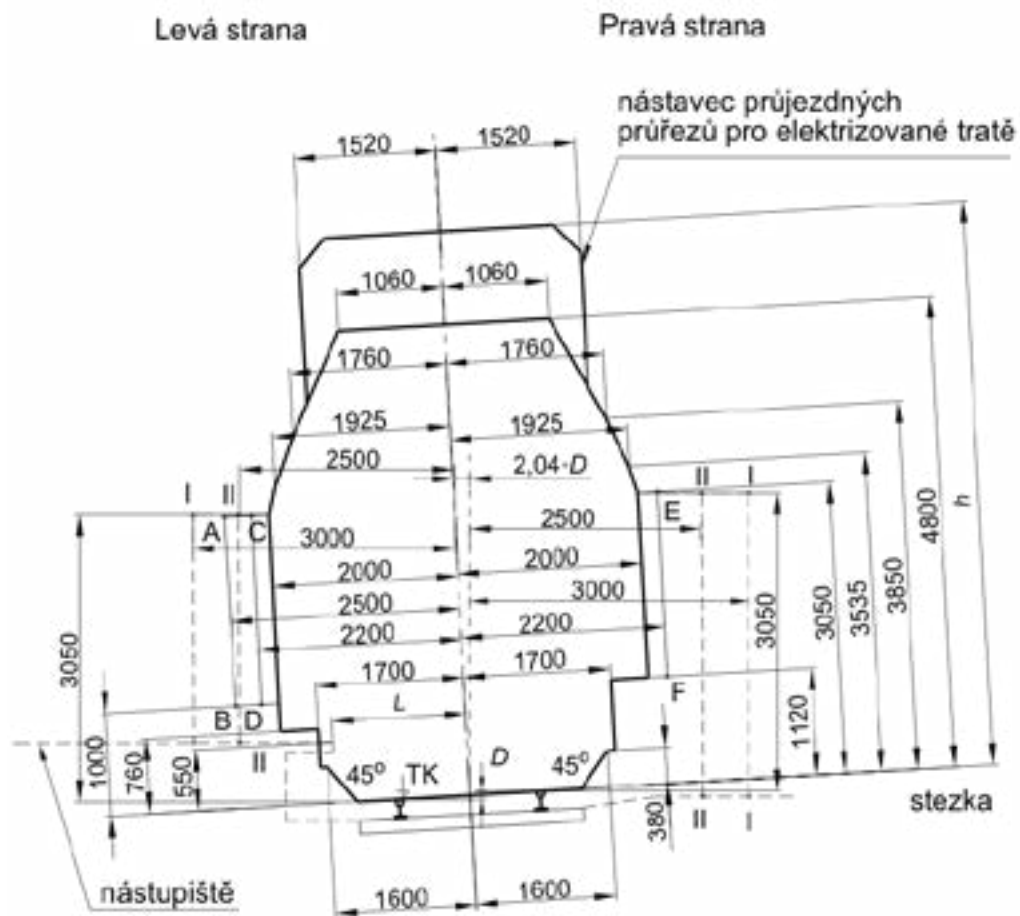 Levá strana
Pravá strana
nástavec průjezdných
průřezů pro elektrizované tratě
1520
1520
1060
1060
1760
1760
1925
1925
2500
2,04·D
I
II
II
I
A
C
E
2500
3000
2000
2000
2500
3000
2200
2200
1700
1700
L
F
B
D
II
3050
1000
760
550
45º
TK
D
45º
380
II
I
3050
1120
3050
3535
3850
4800
h
stezka
nástupiště
1600
1600